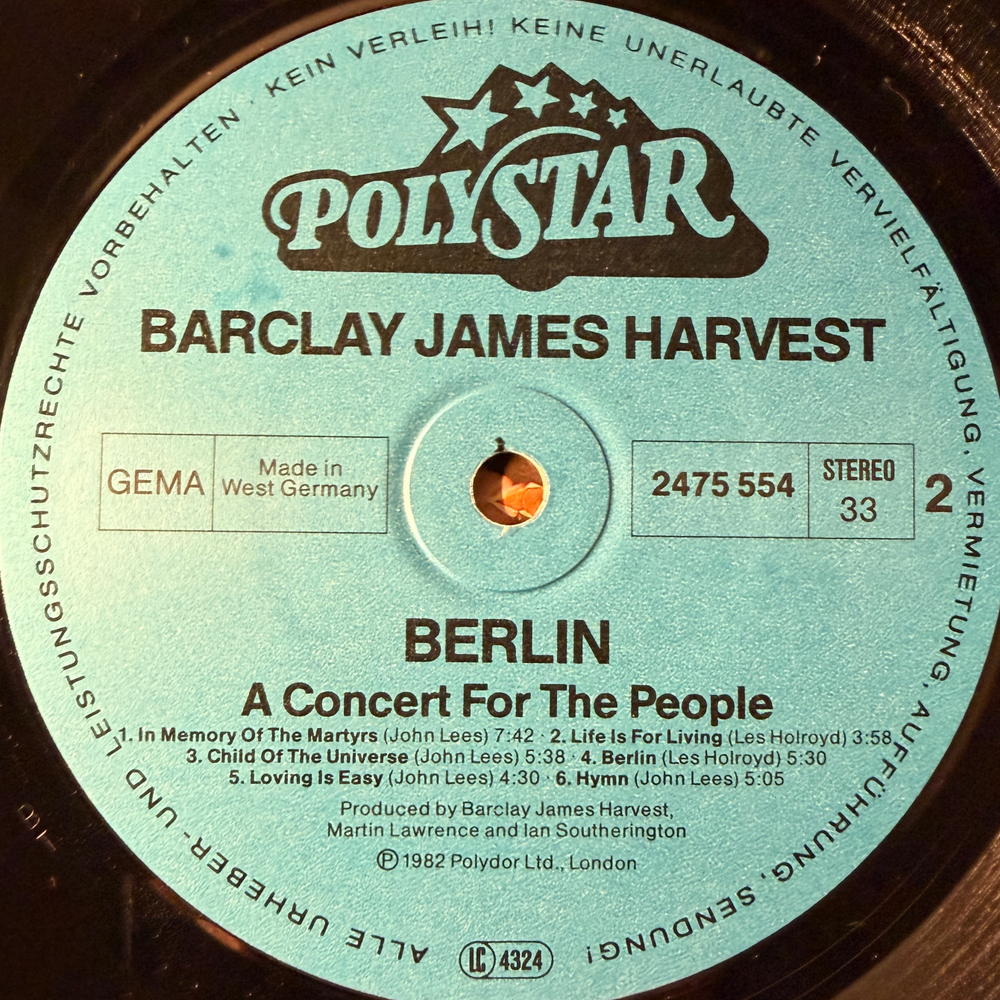 ALLE URHEBER- UND LEISTUNGSSCHUTZRECHTE VORBEHALTEN · KEIN VERLEIH! KEINE UNERLAUBTE VERVIELFÄLTIGUNG, VERMIETUNG, AUFFÜHRUNG, SENDUNG!
POLYSTAR
BARCLAY JAMES HARVEST
GEMA
Made in
West Germany
2475 554
STEREO
33
2
BERLIN
A Concert For The People
1. In Memory Of The Martyrs (John Lees) 7:42 · 2. Life Is For Living (Les Holroyd) 3:58
3. Child Of The Universe (John Lees) 5:38 · 4. Berlin (Les Holroyd) 5:30
5. Loving Is Easy (John Lees) 4:30 · 6. Hymn (John Lees) 5:05
Produced by Barclay James Harvest,
Martin Lawrence and Ian Southerington
℗ 1982 Polydor Ltd., London
LC 4324